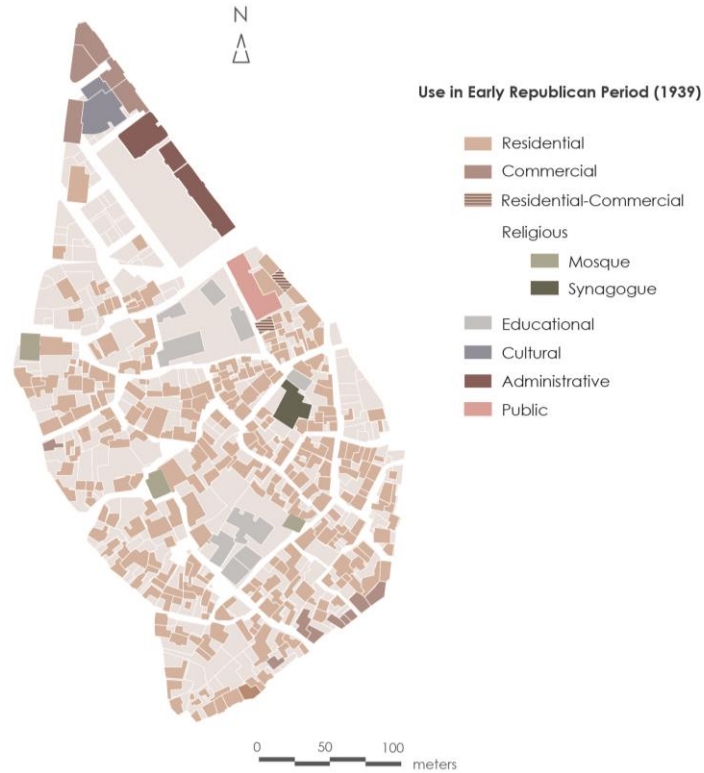 N
Use in Early Republican Period (1939)
Residential
Commercial
Residential-Commercial
Religious
Mosque
Synagogue
Educational
Cultural
Administrative
Public
0 50 100
meters